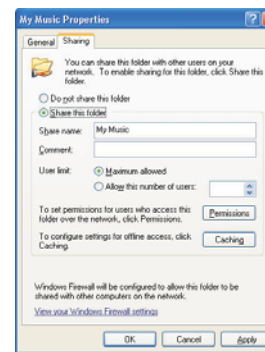 My Music Properties
General Sharing
You can share this folder with other users on your
network. To enable sharing for this folder, click Share this
folder.
Do not share this folder
Share this folder
Share name: My Music
Comment:
User limit: Maximum allowed
Allow this number of users:
To set permissions for users who access this
folder over the network, click Permissions.
Permissions
To configure settings for offline access, click
Caching.
Caching
Windows Firewall will be configured to allow this folder to be
shared with other computers on the network.
View your Windows Firewall settings
OK Cancel Apply